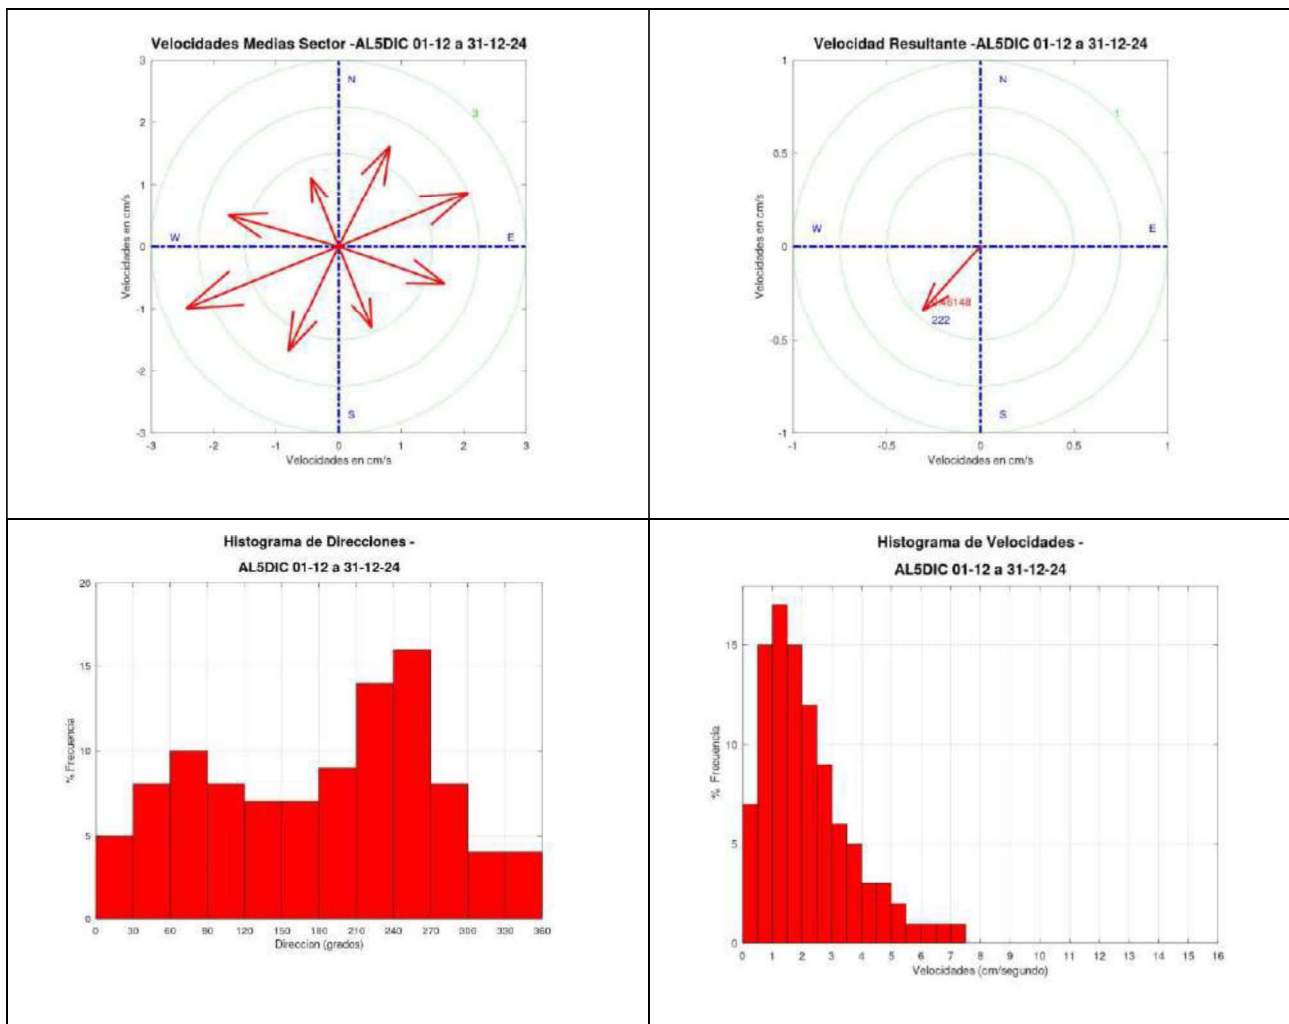 Velocidades Medias Sector -AL5DIC 01-12 a 31-12-24
3
N
3
2
1
Velocidades en cm/s
W
E
0
-1
-2
S
-3
-3 -2 -1 0 1 2 3
Velocidades en cm/s
Velocidad Resultante -AL5DIC 01-12 a 31-12-24
1
N
1
0.5
Velocidades en cm/s
W
E
0
222
-0.5
S
-1
-1 -0.5 0 0.5 1
Velocidades en cm/s
Histograma de Direcciones -
AL5DIC 01-12 a 31-12-24
20
15
% Frecuencia
10
5
0
0 30 60 90 120 150 180 210 240 270 300 330 360
Direccion (grados)
Histograma de Velocidades -
AL5DIC 01-12 a 31-12-24
15
% Frecuencia
10
5
0
0 1 2 3 4 5 6 7 8 9 10 11 12 13 14 15 16
Velocidades (cm/segundo)